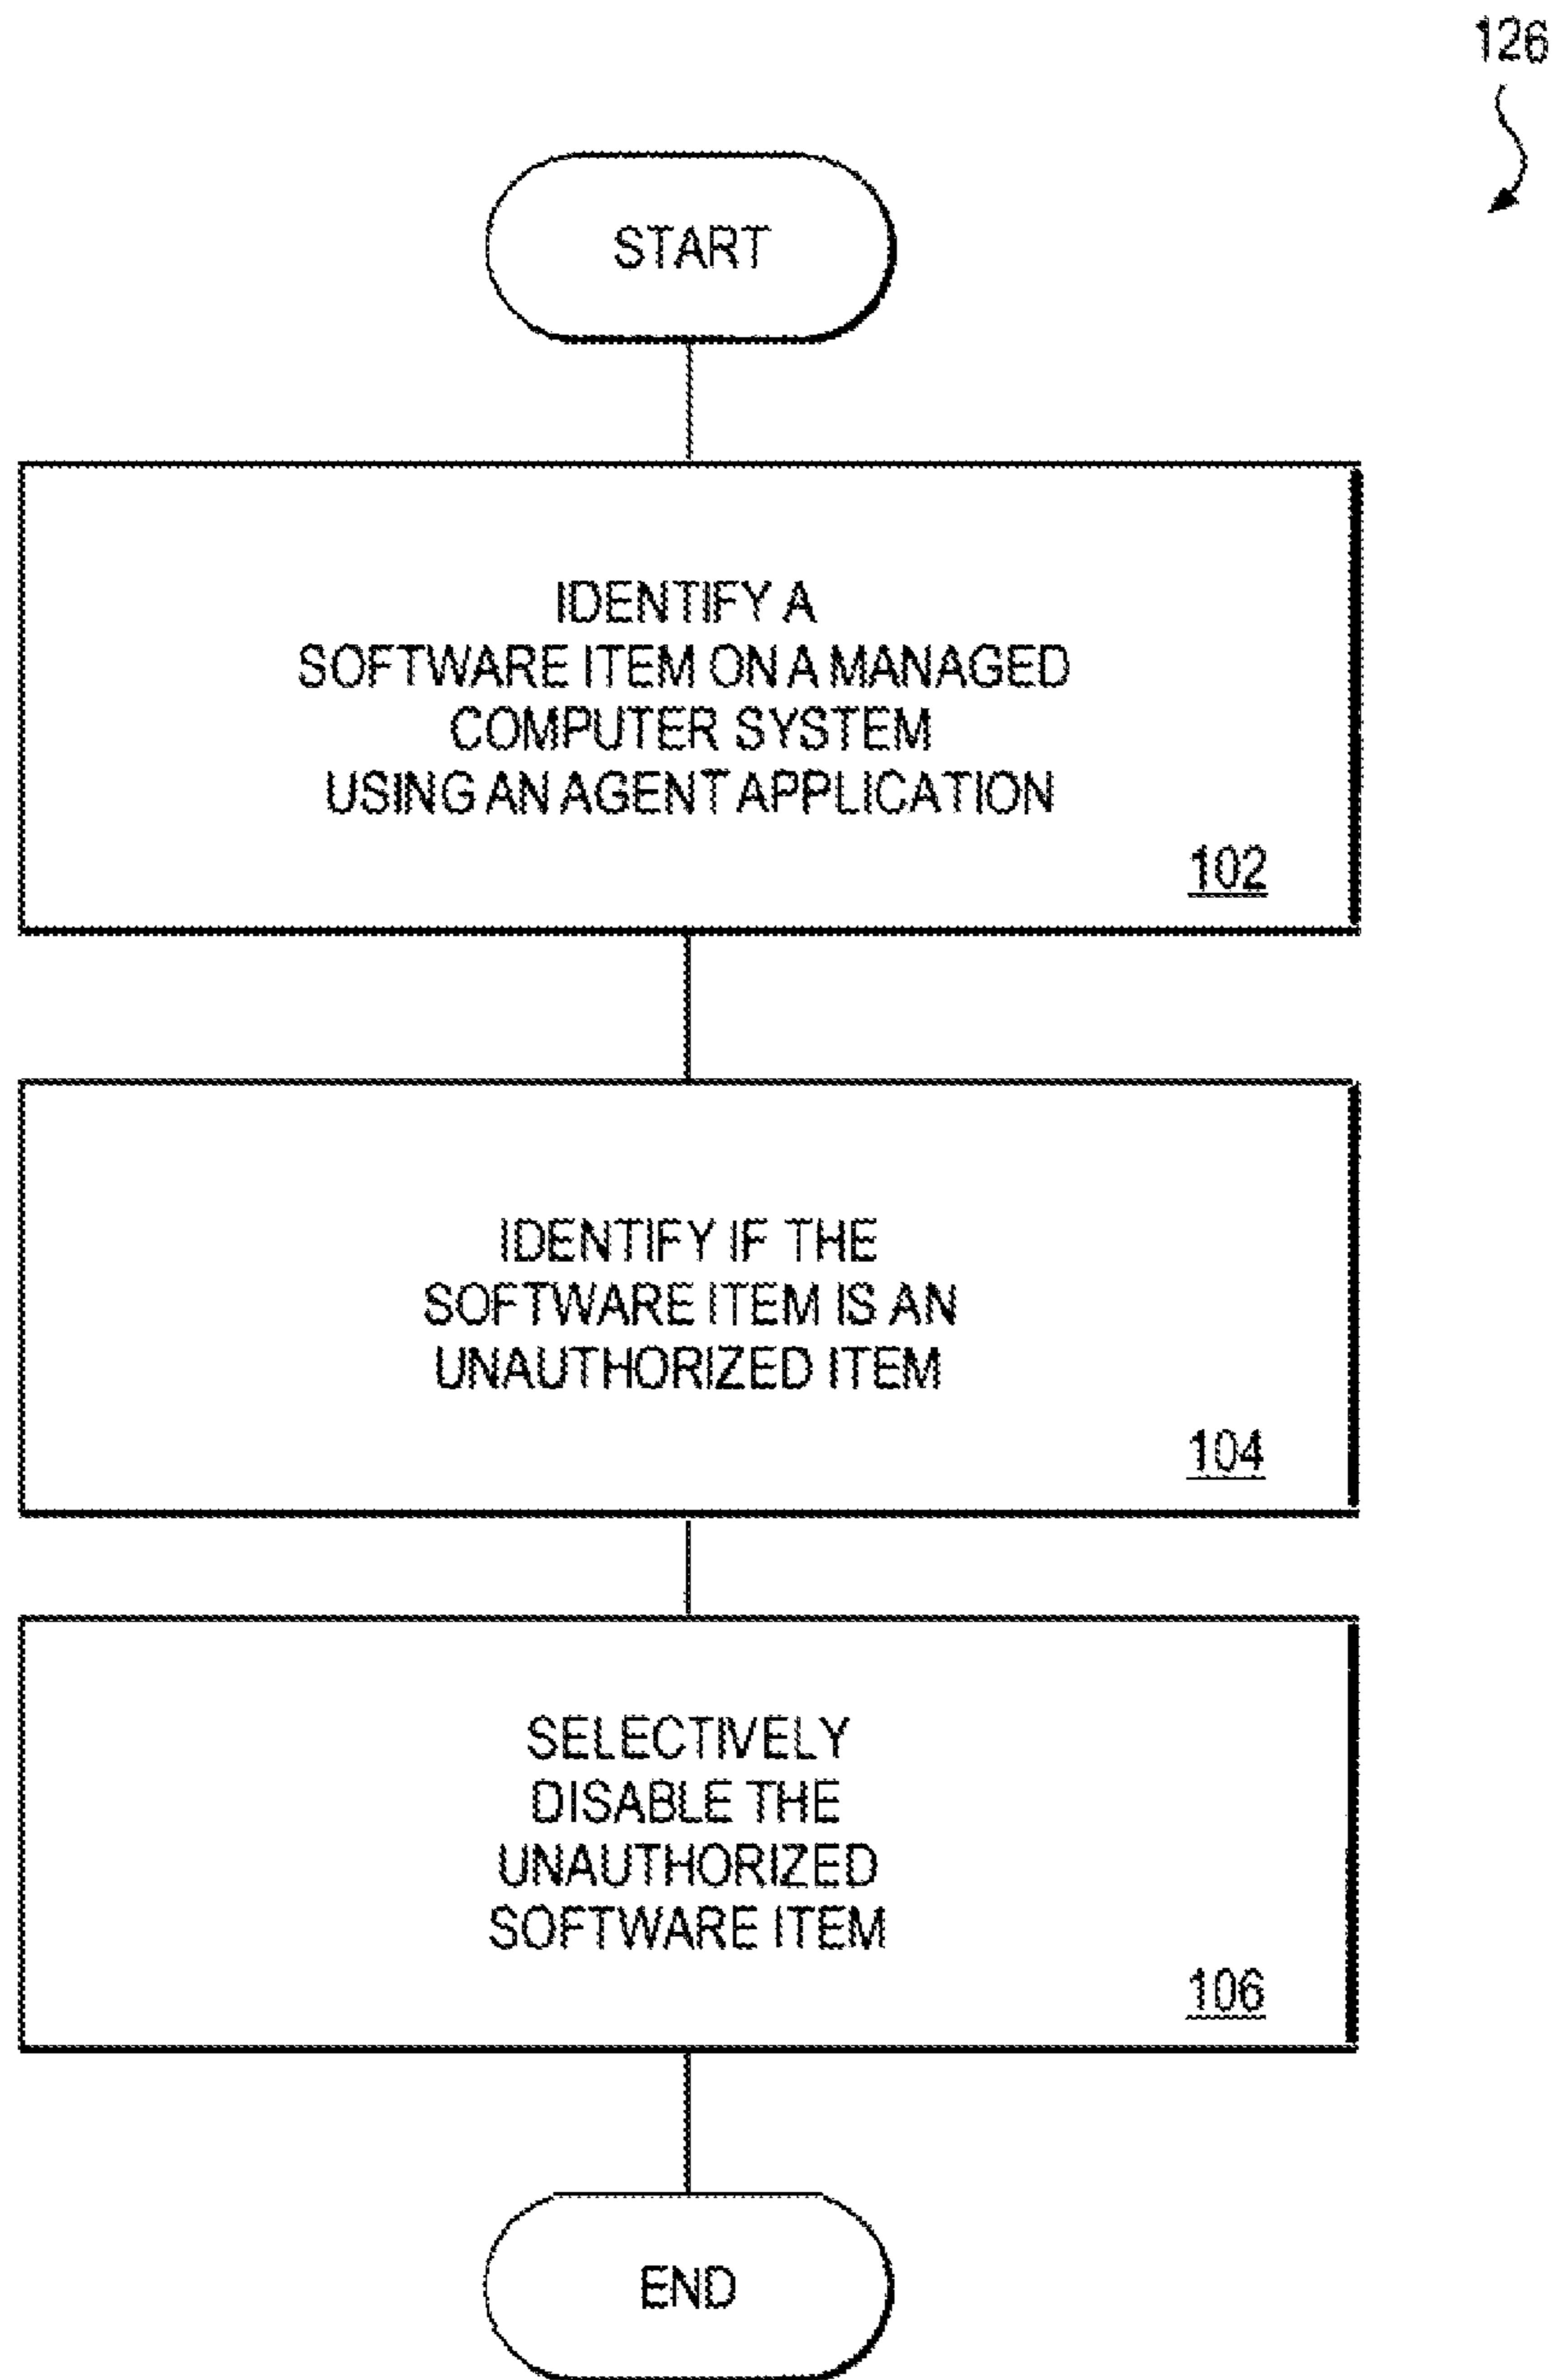 126
START
IDENTIFY A
SOFTWARE ITEM ON A MANAGED
COMPUTER SYSTEM
USING AN AGENT APPLICATION
102
IDENTIFY IF THE
SOFTWARE ITEM IS AN
UNAUTHORIZED ITEM
104
SELECTIVELY
DISABLE THE
UNAUTHORIZED
SOFTWARE ITEM
106
END